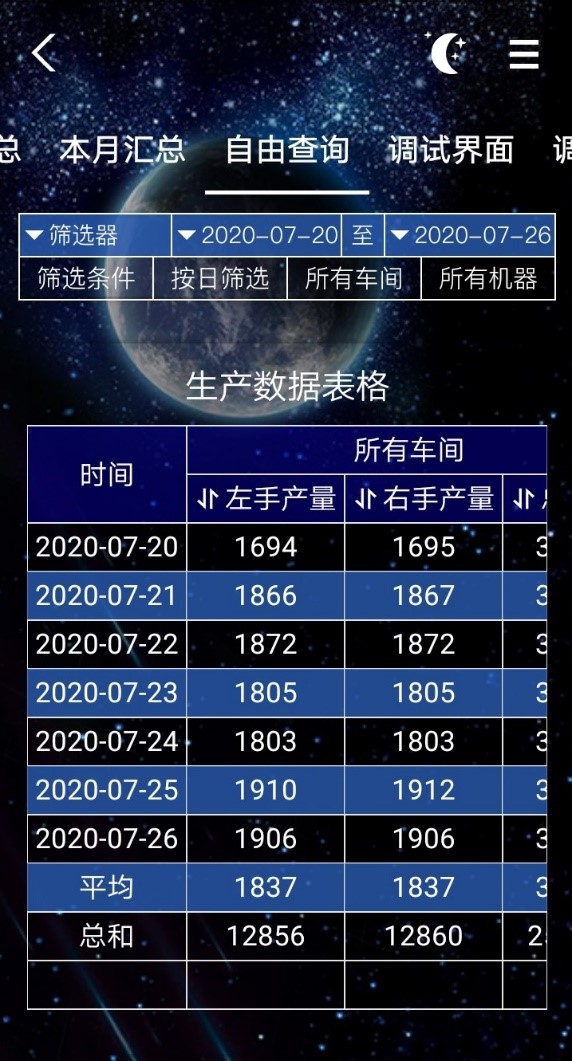 总 本月汇总 自由查询 调试界面
筛选器 2020-07-20 至 2020-07-26
筛选条件 按日筛选 所有车间 所有机器
生产数据表格
时间 所有车间
左手产量 右手产量
2020-07-20 1694 1695 3
2020-07-21 1866 1867 3
2020-07-22 1872 1872 3
2020-07-23 1805 1805 3
2020-07-24 1803 1803 3
2020-07-25 1910 1912 3
2020-07-26 1906 1906 3
平均 1837 1837 3
总和 12856 12860 2